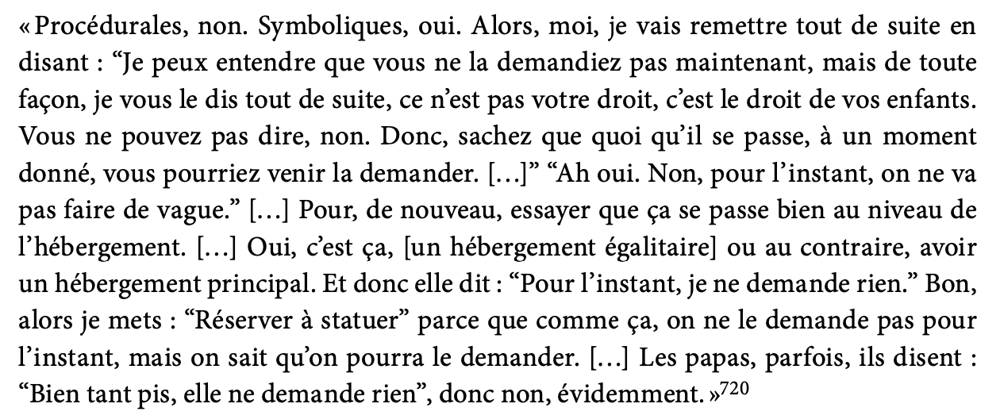 « Procédurales, non. Symboliques, oui. Alors, moi, je vais remettre tout de suite en
disant : “Je peux entendre que vous ne la demandiez pas maintenant, mais de toute
façon, je vous le dis tout de suite, ce n’est pas votre droit, c’est le droit de vos enfants.
Vous ne pouvez pas dire, non. Donc, sachez que quoi qu’il se passe, à un moment
donné, vous pourriez venir la demander. […]” “Ah oui. Non, pour l’instant, on ne va
pas faire de vague.” […] Pour, de nouveau, essayer que ça se passe bien au niveau de
l’hébergement. […] Oui, c’est ça, [un hébergement égalitaire] ou au contraire, avoir
un hébergement principal. Et donc elle dit : “Pour l’instant, je ne demande rien.” Bon,
alors je mets : “Réserver à statuer” parce que comme ça, on ne le demande pas pour
l’instant, mais on sait qu’on pourra le demander. […] Les papas, parfois, ils disent :
“Bien tant pis, elle ne demande rien”, donc non, évidemment. »720